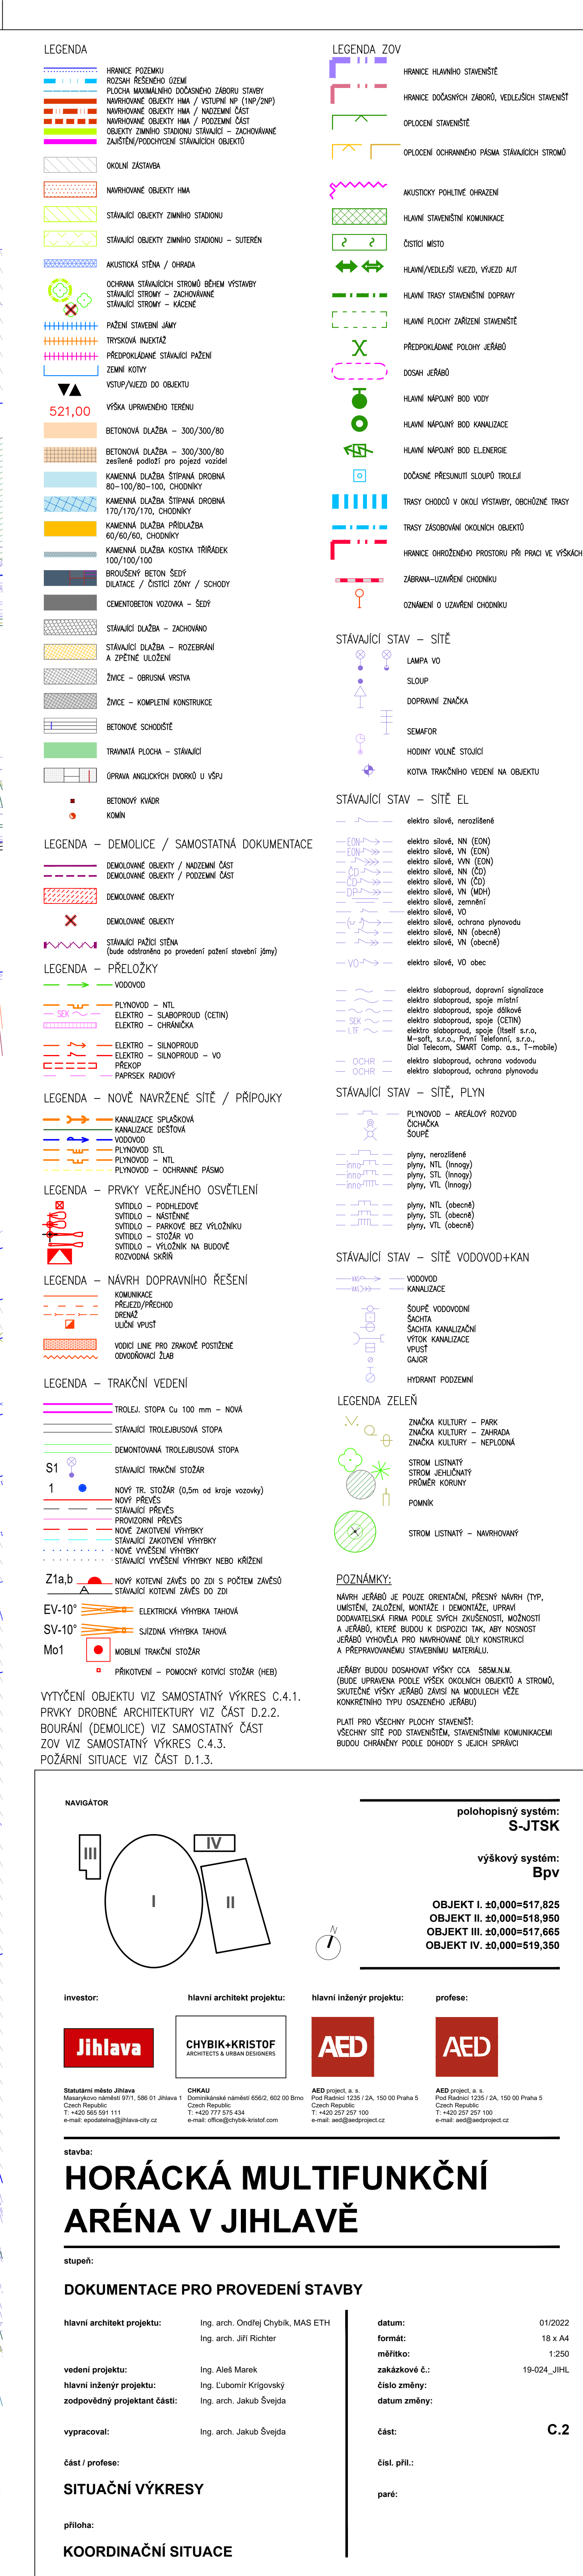 LEGENDA
HRANICE POZEMKU
ROZSAH ŘEŠENÉHO ÚZEMÍ
PLOCHA MAXIMÁLNÍHO DOČASNÉHO ZÁBORU STAVBY
NAVRHOVANÉ OBJEKTY HMA / VSTUPNÍ NP (1NP/2NP)
NAVRHOVANÉ OBJEKTY HMA / NADZEMNÍ ČÁST
NAVRHOVANÉ OBJEKTY HMA / PODZEMNÍ ČÁST
OBJEKTY ZIMNÍHO STADIONU STÁVAJÍCÍ - ZACHOVÁVANÉ
ZAJIŠTĚNÍ/PODCHYCENÍ STÁVAJÍCÍCH OBJEKTŮ
OKOLNÍ ZÁSTAVBA
NAVRHOVANÉ OBJEKTY HMA
STÁVAJÍCÍ OBJEKTY ZIMNÍHO STADIONU
STÁVAJÍCÍ OBJEKTY ZIMNÍHO STADIONU - SUTERÉN
AKUSTICKÁ STĚNA / OHRADA
OCHRANA STÁVAJÍCÍCH STROMŮ BĚHEM VÝSTAVBY
STÁVAJÍCÍ STROMY - ZACHOVÁVANÉ
STÁVAJÍCÍ STROMY - KÁCENÉ
PAŽENÍ STAVEBNÍ JÁMY
TRYSKOVÁ INJEKTÁŽ
PŘEDPOKLÁDANÉ STÁVAJÍCÍ PAŽENÍ
ZEMNÍ KOTVY
VSTUP/VJEZD DO OBJEKTU
521,00 VÝŠKA UPRAVENÉHO TERÉNU
BETONOVÁ DLAŽBA - 300/300/80
BETONOVÁ DLAŽBA - 300/300/80
zesílené podloží pro pojezd vozidel
KAMENNÁ DLAŽBA ŠTÍPANÁ DROBNÁ
80-100/80-100, CHODNÍKY
KAMENNÁ DLAŽBA ŠTÍPANÁ DROBNÁ
170/170/170, CHODNÍKY
KAMENNÁ DLAŽBA PŘÍDLAŽBA
60/60/60, CHODNÍKY
KAMENNÁ DLAŽBA KOSTKA TŘÍŘÁDEK
100/100/100
BROUŠENÝ BETON ŠEDÝ
DILATACE / ČISTÍCÍ ZÓNY / SCHODY
CEMENTOBETON VOZOVKA - ŠEDÝ
STÁVAJÍCÍ DLAŽBA - ZACHOVÁNO
STÁVAJÍCÍ DLAŽBA - ROZEBRÁNÍ
A ZPĚTNÉ ULOŽENÍ
ŽIVICE - OBRUSNÁ VRSTVA
ŽIVICE - KOMPLETNÍ KONSTRUKCE
BETONOVÉ SCHODIŠTĚ
TRAVNATÁ PLOCHA - STÁVAJÍCÍ
ÚPRAVA ANGLICKÝCH DVORKŮ U VŠPJ
BETONOVÝ KVÁDR
KOMÍN
LEGENDA - DEMOLICE / SAMOSTATNÁ DOKUMENTACE
DEMOLOVANÉ OBJEKTY / NADZEMNÍ ČÁST
DEMOLOVANÉ OBJEKTY / PODZEMNÍ ČÁST
DEMOLOVANÉ OBJEKTY
DEMOLOVANÉ OBJEKTY
STÁVAJÍCÍ PAŽÍCÍ STĚNA
(bude odstraněna po provedení pažení stavební jámy)
LEGENDA - PŘELOŽKY
VODOVOD
PLYNOVOD - NTL
SEK ELEKTRO - SLABOPROUD (CETIN)
ELEKTRO - CHRÁNIČKA
ELEKTRO - SILNOPROUD
ELEKTRO - SILNOPROUD - VO
PŘEKOP
PAPRSEK RADIOVÝ
LEGENDA - NOVĚ NAVRŽENÉ SÍTĚ / PŘÍPOJKY
KANALIZACE SPLAŠKOVÁ
KANALIZACE DEŠŤOVÁ
VODOVOD
PLYNOVOD STL
PLYNOVOD - NTL
PLYNOVOD - OCHRANNÉ PÁSMO
LEGENDA - PRVKY VEŘEJNÉHO OSVĚTLENÍ
SVÍTIDLO - PODHLEDOVÉ
SVÍTIDLO - NÁSTĚNNÉ
SVÍTIDLO - PARKOVÉ BEZ VÝLOŽNÍKU
SVÍTIDLO - STOŽÁR VO
SVÍTIDLO - VÝLOŽNÍK NA BUDOVĚ
ROZVODNÁ SKŘÍŇ
LEGENDA - NÁVRH DOPRAVNÍHO ŘEŠENÍ
KOMUNIKACE
PŘEJEZD/PŘECHOD
DRENÁŽ
ULIČNÍ VPUSŤ
VODICÍ LINIE PRO ZRAKOVĚ POSTIŽENÉ
ODVODŇOVACÍ ŽLAB
LEGENDA - TRAKČNÍ VEDENÍ
TROLEJ. STOPA Cu 100 mm - NOVÁ
STÁVAJÍCÍ TROLEJBUSOVÁ STOPA
DEMONTOVANÁ TROLEJBUSOVÁ STOPA
S1 STÁVAJÍCÍ TRAKČNÍ STOŽÁR
1 NOVÝ TR. STOŽÁR (0,5m od kraje vozovky)
NOVÝ PŘEVĚS
STÁVAJÍCÍ PŘEVĚS
PROVIZORNÍ PŘEVĚS
NOVÉ ZAKOTVENÍ VÝHYBKY
STÁVAJÍCÍ ZAKOTVENÍ VÝHYBKY
NOVÉ VYVĚŠENÍ VÝHYBKY
STÁVAJÍCÍ VYVĚŠENÍ VÝHYBKY NEBO KŘÍŽENÍ
Z1a,b NOVÝ KOTEVNÍ ZÁVĚS DO ZDI S POČTEM ZÁVĚSŮ
STÁVAJÍCÍ KOTEVNÍ ZÁVĚS DO ZDI
EV-10° ELEKTRICKÁ VÝHYBKA TAHOVÁ
SV-10° SJÍZDNÁ VÝHYBKA TAHOVÁ
Mo1 MOBILNÍ TRAKČNÍ STOŽÁR
PŘIKOTVENÍ - POMOCNÝ KOTVÍCÍ STOŽÁR (HEB)
VYTYČENÍ OBJEKTU VIZ SAMOSTATNÝ VÝKRES C.4.1.
PRVKY DROBNÉ ARCHITEKTURY VIZ ČÁST D.2.2.
BOURÁNÍ (DEMOLICE) VIZ SAMOSTATNÝ ČÁST
ZOV VIZ SAMOSTATNÝ VÝKRES C.4.3.
POŽÁRNÍ SITUACE VIZ ČÁST D.1.3.
LEGENDA ZOV
HRANICE HLAVNÍHO STAVENIŠTĚ
HRANICE DOČASNÝCH ZÁBORŮ, VEDLEJŠÍCH STAVENIŠŤ
OPLOCENÍ STAVENIŠTĚ
OPLOCENÍ OCHRANNÉHO PÁSMA STÁVAJÍCÍCH STROMŮ
AKUSTICKY POHLTIVÉ OHRAZENÍ
HLAVNÍ STAVENIŠTNÍ KOMUNIKACE
ČISTÍCÍ MÍSTO
HLAVNÍ/VEDLEJŠÍ VJEZD, VÝJEZD AUT
HLAVNÍ TRASY STAVENIŠTNÍ DOPRAVY
HLAVNÍ PLOCHY ZAŘÍZENÍ STAVENIŠTĚ
PŘEDPOKLÁDANÉ POLOHY JEŘÁBŮ
DOSAH JEŘÁBŮ
HLAVNÍ NÁPOJNÝ BOD VODY
HLAVNÍ NÁPOJNÝ BOD KANALIZACE
HLAVNÍ NÁPOJNÝ BOD EL.ENERGIE
DOČASNÉ PŘESUNUTÍ SLOUPŮ TROLEJÍ
TRASY CHODCŮ V OKOLÍ VÝSTAVBY, OBCHŮZNÉ TRASY
TRASY ZÁSOBOVÁNÍ OKOLNÍCH OBJEKTŮ
HRANICE OHROŽENÉHO PROSTORU PŘI PRACI VE VÝŠKÁCH
ZÁBRANA-UZAVŘENÍ CHODNÍKU
OZNÁMENÍ O UZAVŘENÍ CHODNÍKU
STÁVAJÍCÍ STAV - SÍTĚ
LAMPA VO
SLOUP
DOPRAVNÍ ZNAČKA
SEMAFOR
HODINY VOLNĚ STOJÍCÍ
KOTVA TRAKČNÍHO VEDENÍ NA OBJEKTU
STÁVAJÍCÍ STAV - SÍTĚ EL
elektro silové, nerozlišené
EON elektro silové, NN (EON)
EON elektro silové, VN (EON)
elektro silové, VVN (EON)
ČD elektro silové, NN (ČD)
ČD elektro silové, VN (ČD)
DP elektro silové, VN (MDH)
elektro silové, zemnění
elektro silové, VO
elektro silové, ochrana plynovodu
elektro silové, NN (obecně)
elektro silové, VN (obecně)
VO elektro silové, VO obec
elektro slaboproud, dopravní signalizace
elektro slaboproud, spoje místní
elektro slaboproud, spoje dálkové
SEK elektro slaboproud, spoje (CETIN)
LTF elektro slaboproud, spoje (Itself s.r.o,
M-soft, s.r.o., První Telefonní, s.r.o.,
Dial Telecom, SMART Comp. a.s., T-mobile)
OCHR elektro slaboproud, ochrana vodovodu
OCHR elektro slaboproud, ochrana plynovodu
STÁVAJÍCÍ STAV - SÍTĚ, PLYN
PLYNOVOD - AREÁLOVÝ ROZVOD
ČICHAČKA
ŠOUPĚ
plyny, nerozlišené
inno plyny, NTL (Innogy)
inno plyny, STL (Innogy)
inno plyny, VTL (Innogy)
plyny, NTL (obecně)
plyny, STL (obecně)
plyny, VTL (obecně)
STÁVAJÍCÍ STAV - SÍTĚ VODOVOD+KAN
VODOVOD
KANALIZACE
ŠOUPĚ VODOVODNÍ
ŠACHTA
ŠACHTA KANALIZAČNÍ
VÝTOK KANALIZACE
VPUSŤ
GAJGR
HYDRANT PODZEMNÍ
LEGENDA ZELEŇ
ZNAČKA KULTURY - PARK
ZNAČKA KULTURY - ZAHRADA
ZNAČKA KULTURY - NEPLODNÁ
STROM LISTNATÝ
STROM JEHLIČNATÝ
PRŮMĚR KORUNY
POMNÍK
STROM LISTNATÝ - NAVRHOVANÝ
POZNÁMKY:
NÁVRH JEŘÁBŮ JE POUZE ORIENTAČNÍ, PŘESNÝ NÁVRH (TYP,
UMÍSTĚNÍ, ZALOŽENÍ, MONTÁŽE I DEMONTÁŽE, UPRAVÍ
DODAVATELSKÁ FIRMA PODLE SVÝCH ZKUŠENOSTÍ, MOŽNOSTÍ
A JEŘÁBŮ, KTERÉ BUDOU K DISPOZICI TAK, ABY NOSNOST
JEŘÁBŮ VYHOVĚLA PRO NAVRHOVANÉ DÍLY KONSTRUKCÍ
A PŘEPRAVOVANÉMU STAVEBNÍMU MATERIÁLU.
JEŘÁBY BUDOU DOSAHOVAT VÝŠKY CCA 585M.N.M.
(BUDE UPRAVENA PODLE VÝŠEK OKOLNÍCH OBJEKTŮ A STROMŮ,
SKUTEČNÉ VÝŠKY JEŘÁBŮ ZÁVISÍ NA MODULECH VĚŽE
KONKRÉTNÍHO TYPU OSAZENÉHO JEŘÁBU)
PLATÍ PRO VŠECHNY PLOCHY STAVENIŠŤ:
VŠECHNY SÍTĚ POD STAVENIŠTĚM, STAVENIŠTNÍMI KOMUNIKACEMI
BUDOU CHRÁNĚNY PODLE DOHODY S JEJICH SPRÁVCI
NAVIGÁTOR
III
IV
I
II
N
polohopisný systém:
S-JTSK
výškový systém:
Bpv
OBJEKT I. ±0,000=517,825
OBJEKT II. ±0,000=518,950
OBJEKT III. ±0,000=517,665
OBJEKT IV. ±0,000=519,350
investor:
Jihlava
Statutární město Jihlava
Masarykovo náměstí 97/1, 586 01 Jihlava 1
Czech Republic
T: +420 565 591 111
e-mail: epodatelna@jihlava-city.cz
hlavní architekt projektu:
CHYBIK+KRISTOF
ARCHITECTS & URBAN DESIGNERS
CHKAU
Dominikánské náměstí 656/2, 602 00 Brno
Czech Republic
T: +420 777 575 434
e-mail: office@chybik-kristof.com
hlavní inženýr projektu:
AED
AED project, a. s.
Pod Radnicí 1235 / 2A, 150 00 Praha 5
Czech Republic
T: +420 257 257 100
e-mail: aed@aedproject.cz
profese:
AED
AED project, a. s.
Pod Radnicí 1235 / 2A, 150 00 Praha 5
Czech Republic
T: +420 257 257 100
e-mail: aed@aedproject.cz
stavba:
HORÁCKÁ MULTIFUNKČNÍ
ARÉNA V JIHLAVĚ
stupeň:
DOKUMENTACE PRO PROVEDENÍ STAVBY
hlavní architekt projektu: Ing. arch. Ondřej Chybík, MAS ETH
Ing. arch. Jiří Richter
vedení projektu: Ing. Aleš Marek
hlavní inženýr projektu: Ing. Ľubomír Krígovský
zodpovědný projektant části: Ing. arch. Jakub Švejda
vypracoval: Ing. arch. Jakub Švejda
část / profese:
SITUAČNÍ VÝKRESY
příloha:
KOORDINAČNÍ SITUACE
datum: 01/2022
formát: 18 x A4
měřítko: 1:250
zakázkové č.: 19-024_JIHL
číslo změny:
datum změny:
část: C.2
čísl. příl.:
paré: